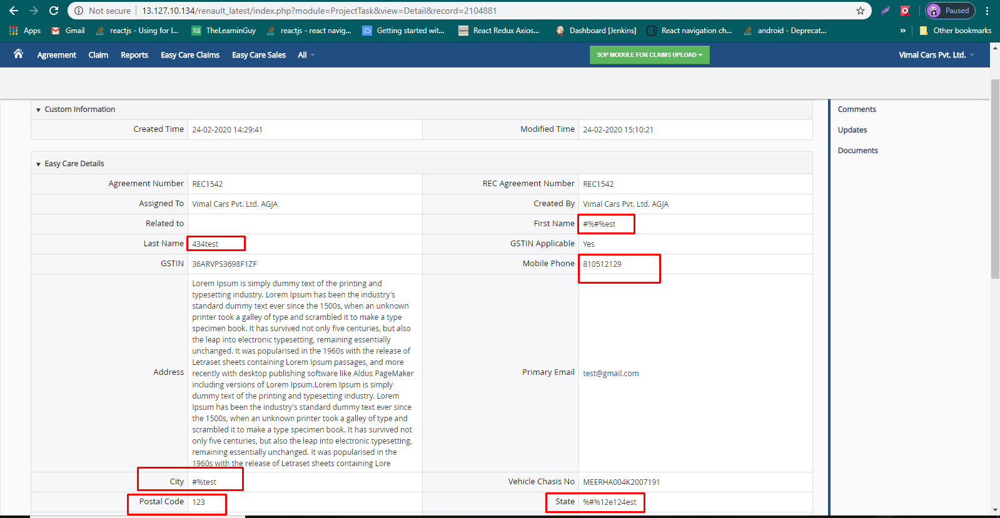 Not secure | 13.127.10.134/renault_latest/index.php?module=ProjectTask&view=Detail&record=2104881
Paused
Apps Gmail reactjs - Using for l... TLG TheLearningGuy reactjs - react navig... Getting started wit... React Redux Axios... Dashboard [Jenkins] React navigation ch... android - Deprecat... » Other bookmarks
Agreement Claim Reports Easy Care Claims Easy Care Sales All SOP MODULE FOR CLAIMS UPLOAD Vimal Cars Pvt. Ltd.
Custom Information
Created Time 24-02-2020 14:29:41 Modified Time 24-02-2020 15:10:21
Comments
Updates
Documents
Easy Care Details
Agreement Number REC1542 REC Agreement Number REC1542
Assigned To Vimal Cars Pvt. Ltd. AGJA Created By Vimal Cars Pvt. Ltd. AGJA
Related to First Name #%#%est
Last Name 434test GSTIN Applicable Yes
GSTIN 36ARVPS3698F1ZF Mobile Phone 810512129
Address
Lorem Ipsum is simply dummy text of the printing and
typesetting industry. Lorem Ipsum has been the industry's
standard dummy text ever since the 1500s, when an unknown
printer took a galley of type and scrambled it to make a type
specimen book. It has survived not only five centuries, but also
the leap into electronic typesetting, remaining essentially
unchanged. It was popularised in the 1960s with the release of
Letraset sheets containing Lorem Ipsum passages, and more
recently with desktop publishing software like Aldus PageMaker
including versions of Lorem Ipsum.Lorem Ipsum is simply
dummy text of the printing and typesetting industry. Lorem
Ipsum has been the industry's standard dummy text ever since
the 1500s, when an unknown printer took a galley of type and
scrambled it to make a type specimen book. It has survived not
only five centuries, but also the leap into electronic typesetting,
remaining essentially unchanged. It was popularised in the
1960s with the release of Letraset sheets containing Lore
Primary Email test@gmail.com
City #%test Vehicle Chasis No MEERHA004K2007191
Postal Code 123 State %#%12e124est